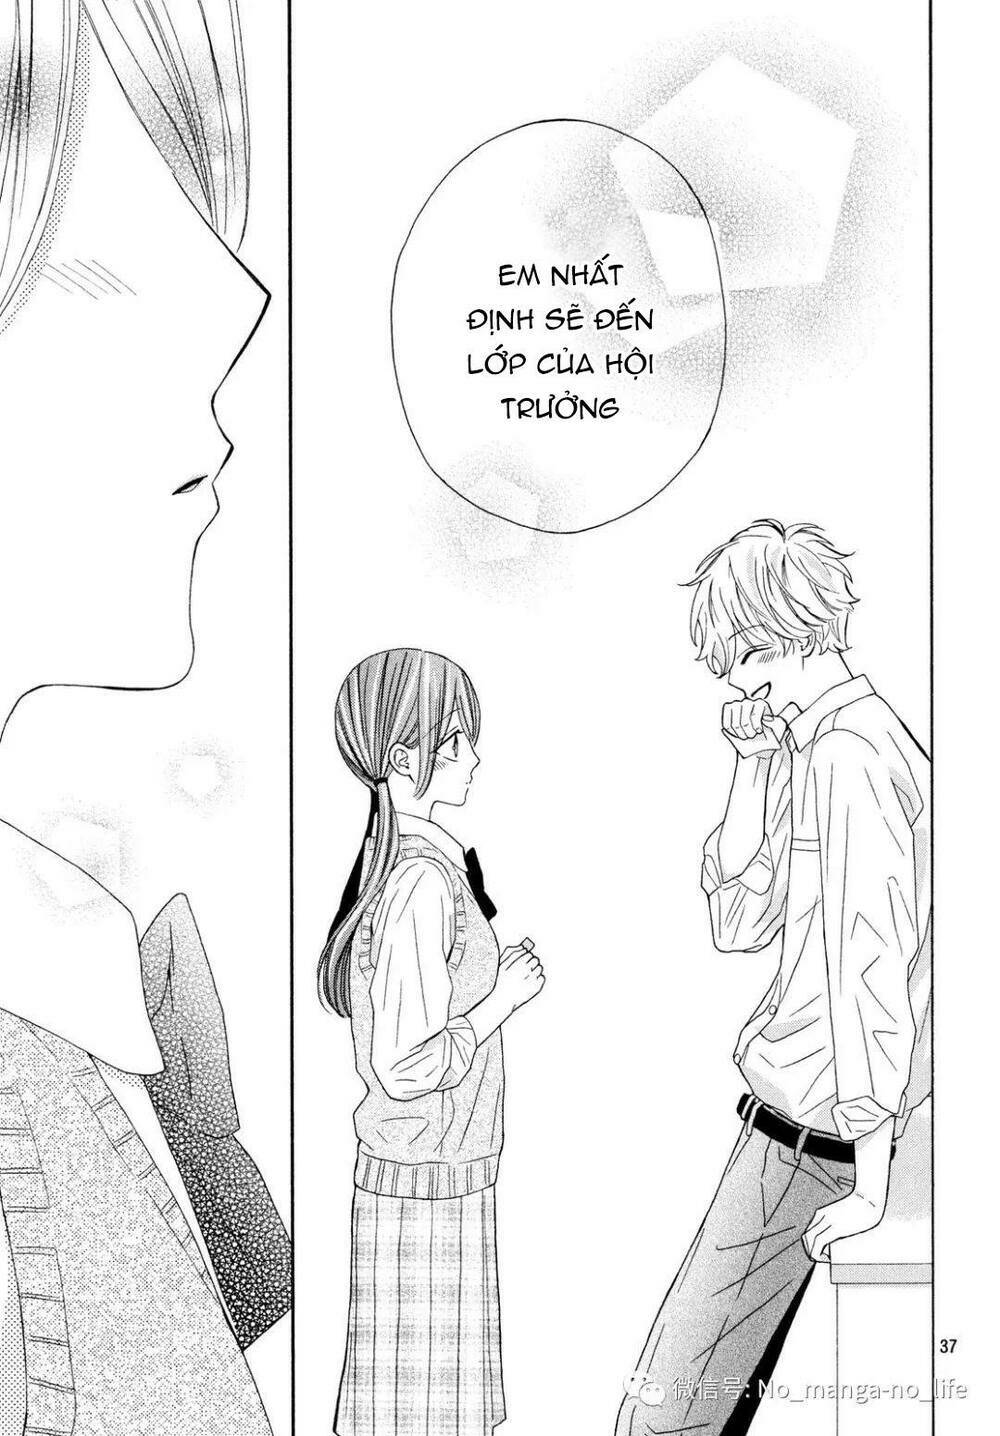 EM NHẤT
ĐỊNH SẼ ĐẾN
LỚP CỦA HỘI
TRƯỞNG
37
微信号: No_manga-no_life